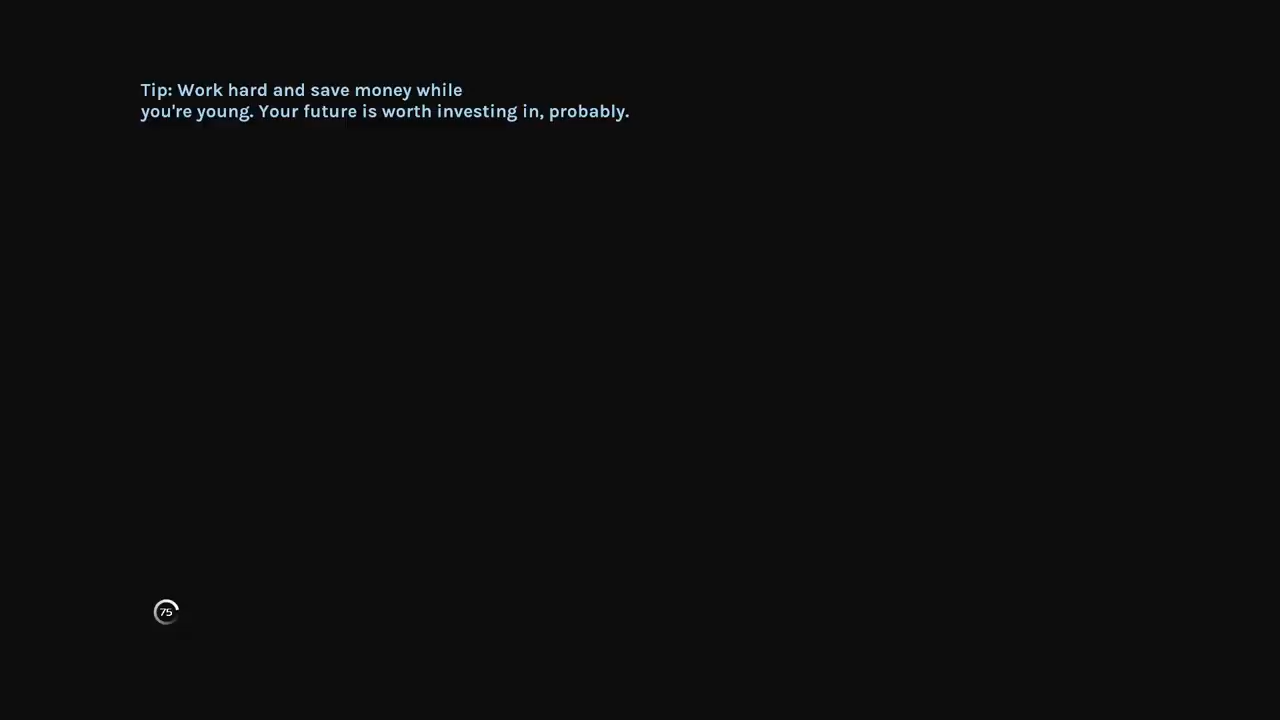 Tip: Work hard and save money while
you're young. Your future is worth investing in, probably.
75